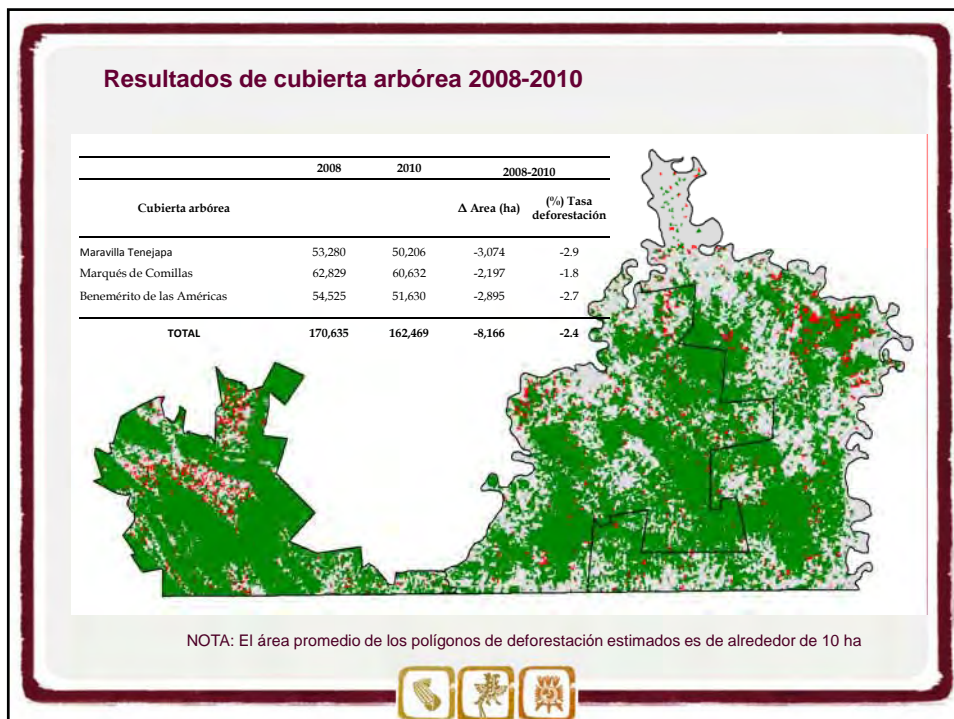 Resultados de cubierta arbórea 2008-2010
2008 2010 2008-2010
Cubierta arbórea Δ Area (ha) (%) Tasa deforestación
Maravilla Tenejapa 53,280 50,206 -3,074 -2.9
Marqués de Comillas 62,829 60,632 -2,197 -1.8
Benemérito de las Américas 54,525 51,630 -2,895 -2.7
TOTAL 170,635 162,469 -8,166 -2.4
NOTA: El área promedio de los polígonos de deforestación estimados es de alrededor de 10 ha